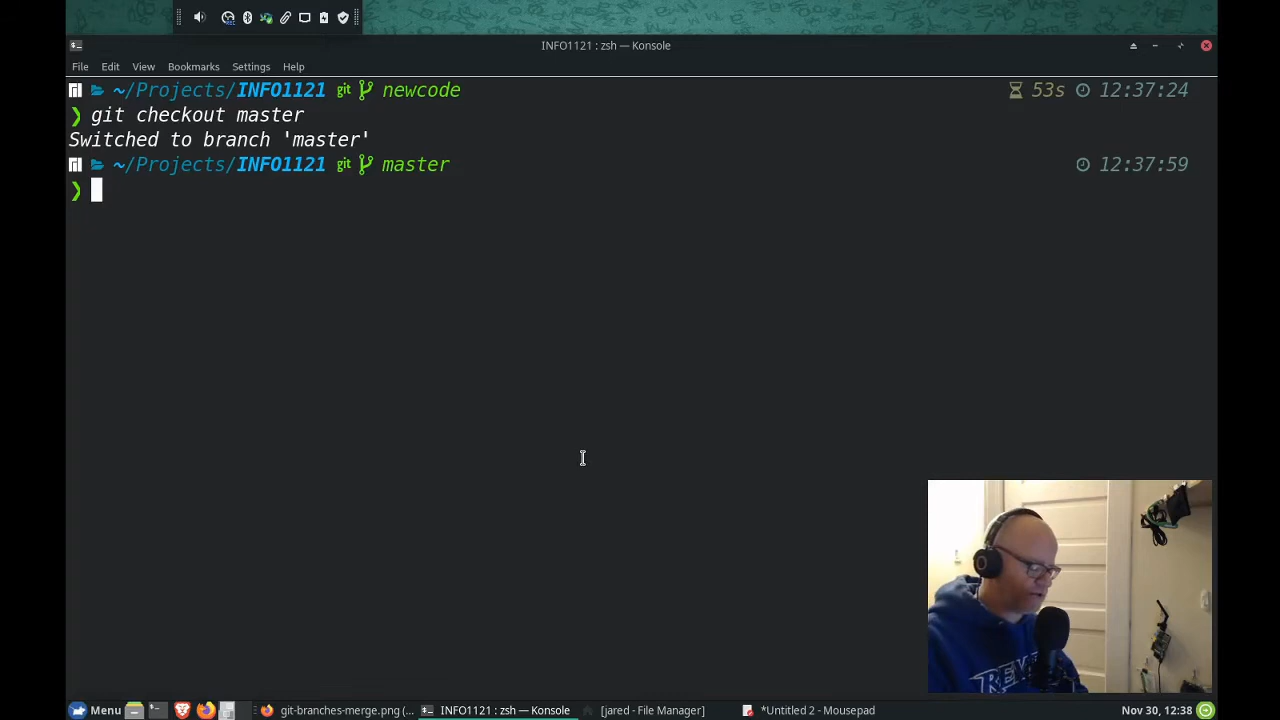 INFO1121 : zsh — Konsole
File Edit View Bookmarks Settings Help
~/Projects/INFO1121 git newcode 53s 12:37:24
❯ git checkout master
Switched to branch 'master'
~/Projects/INFO1121 git master 12:37:59
❯
Menu git-branches-merge.png (... INFO1121 : zsh — Konsole [jared - File Manager] *Untitled 2 - Mousepad Nov 30, 12:38